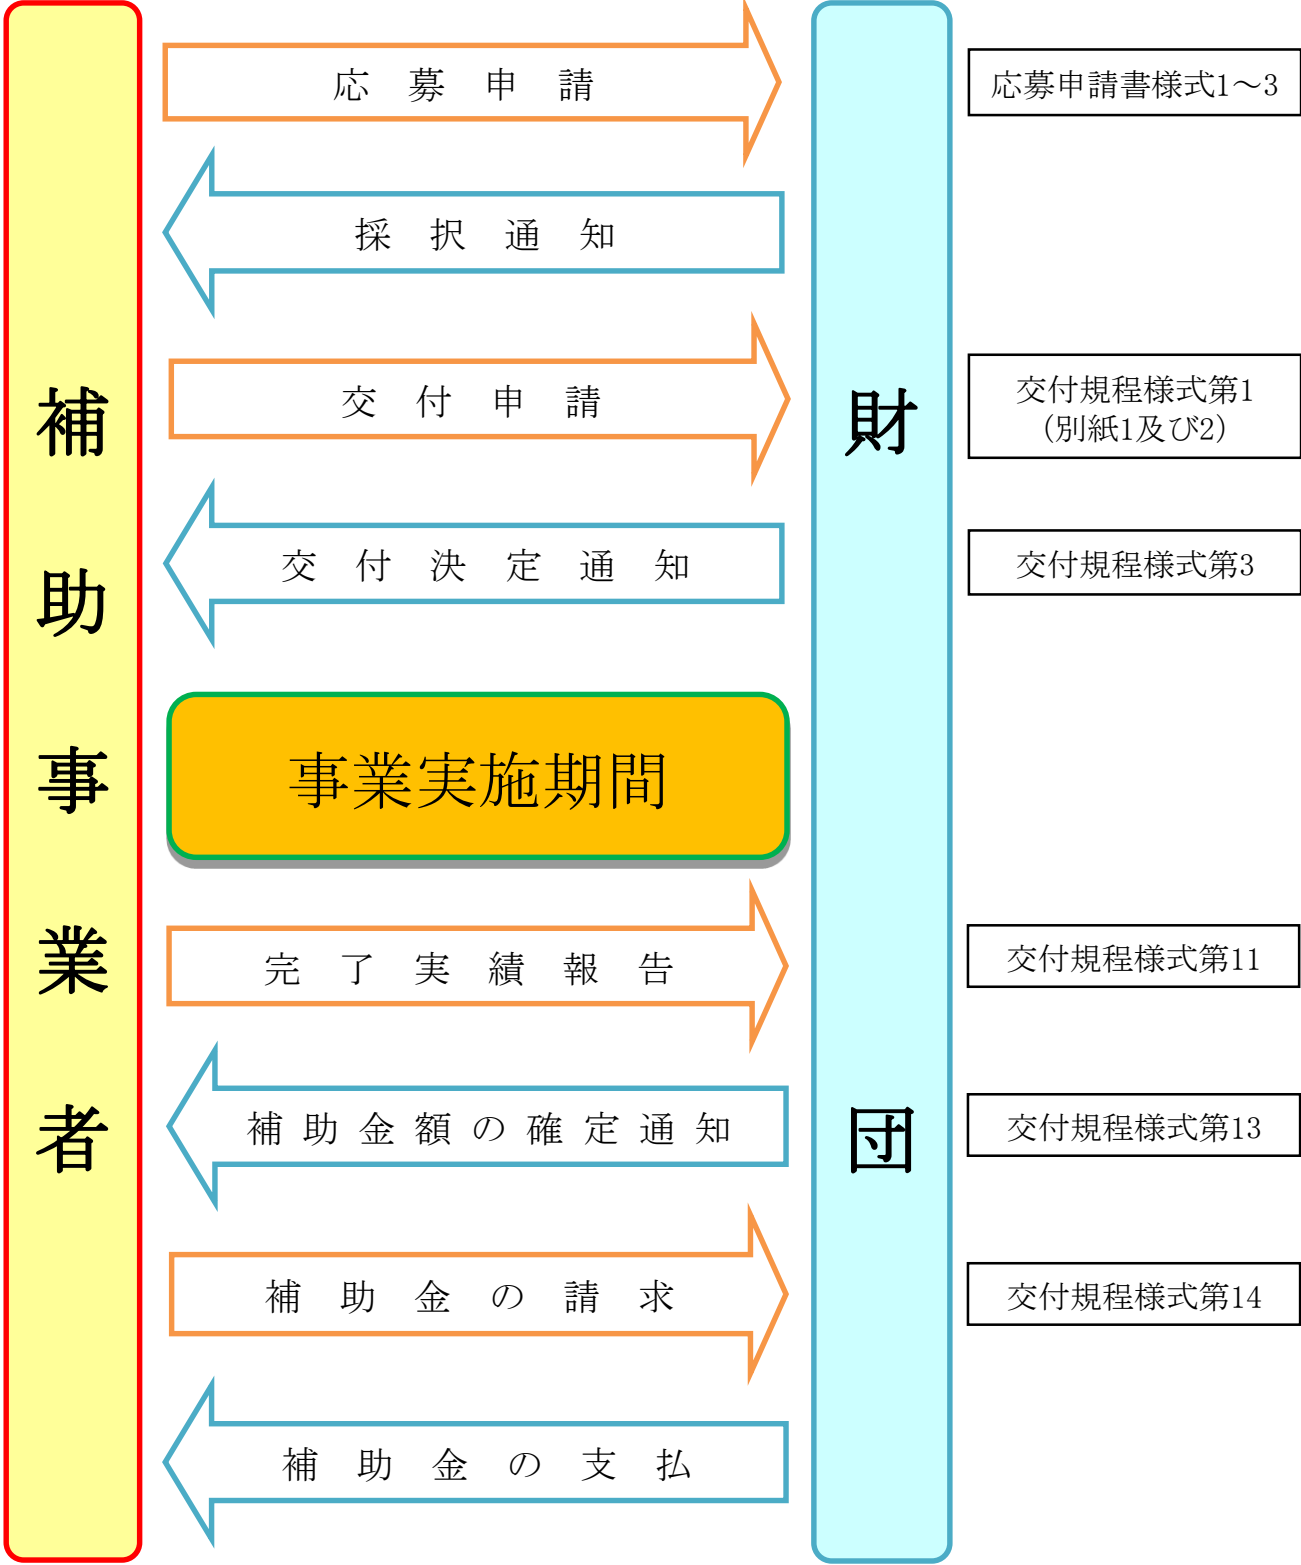 補助事業者
応募申請
応募申請書様式1～3
採択通知
交付申請
交付規程様式第1
(別紙1及び2)
交付決定通知
交付規程様式第3
事業実施期間
完了実績報告
交付規程様式第11
補助金額の確定通知
交付規程様式第13
補助金の請求
交付規程様式第14
補助金の支払
財団